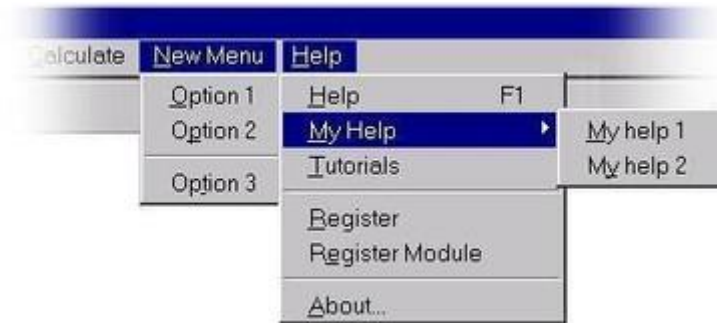 Calculate New Menu Help
Option 1
Option 2
Option 3
Help F1
My Help
Tutorials
Register
Register Module
About...
My help 1
My help 2